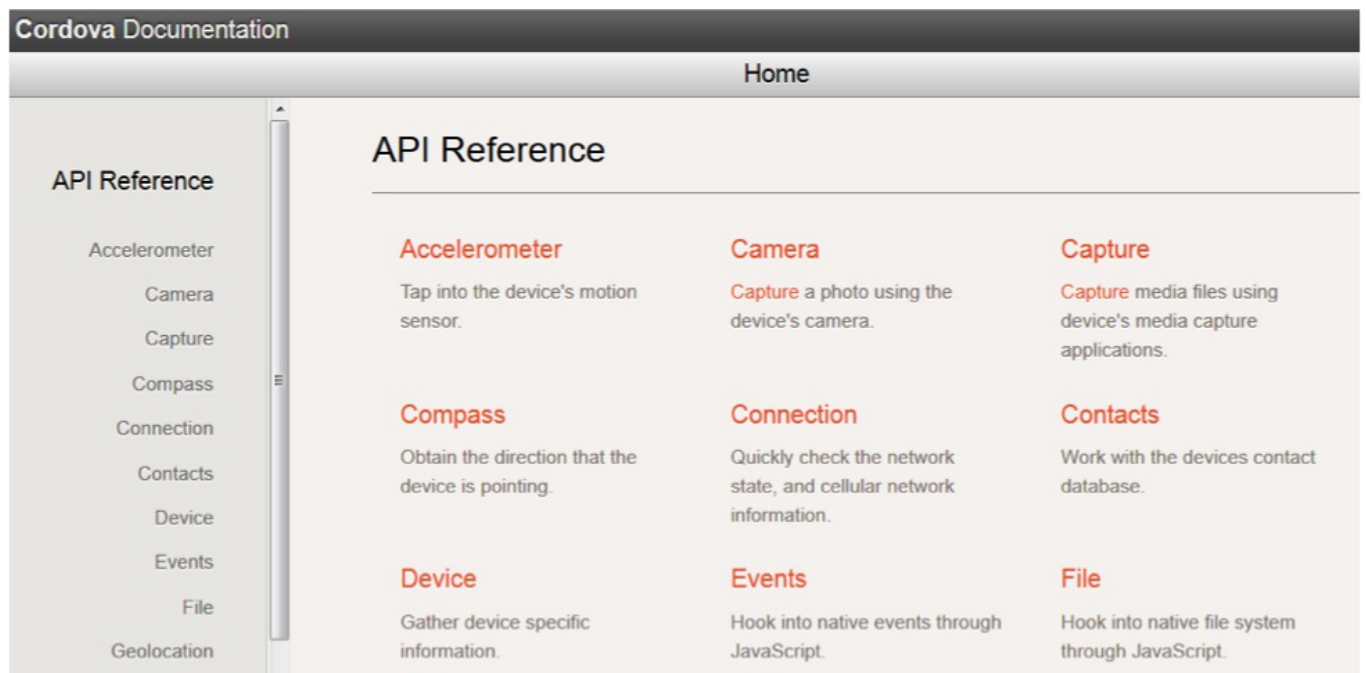 Cordova Documentation
Home
API Reference
Accelerometer
Camera
Capture
Compass
Connection
Contacts
Device
Events
File
Geolocation
API Reference
Accelerometer
Tap into the device's motion
sensor.
Camera
Capture a photo using the
device's camera.
Capture
Capture media files using
device's media capture
applications.
Compass
Obtain the direction that the
device is pointing.
Connection
Quickly check the network
state, and cellular network
information.
Contacts
Work with the devices contact
database.
Device
Gather device specific
information.
Events
Hook into native events through
JavaScript.
File
Hook into native file system
through JavaScript.